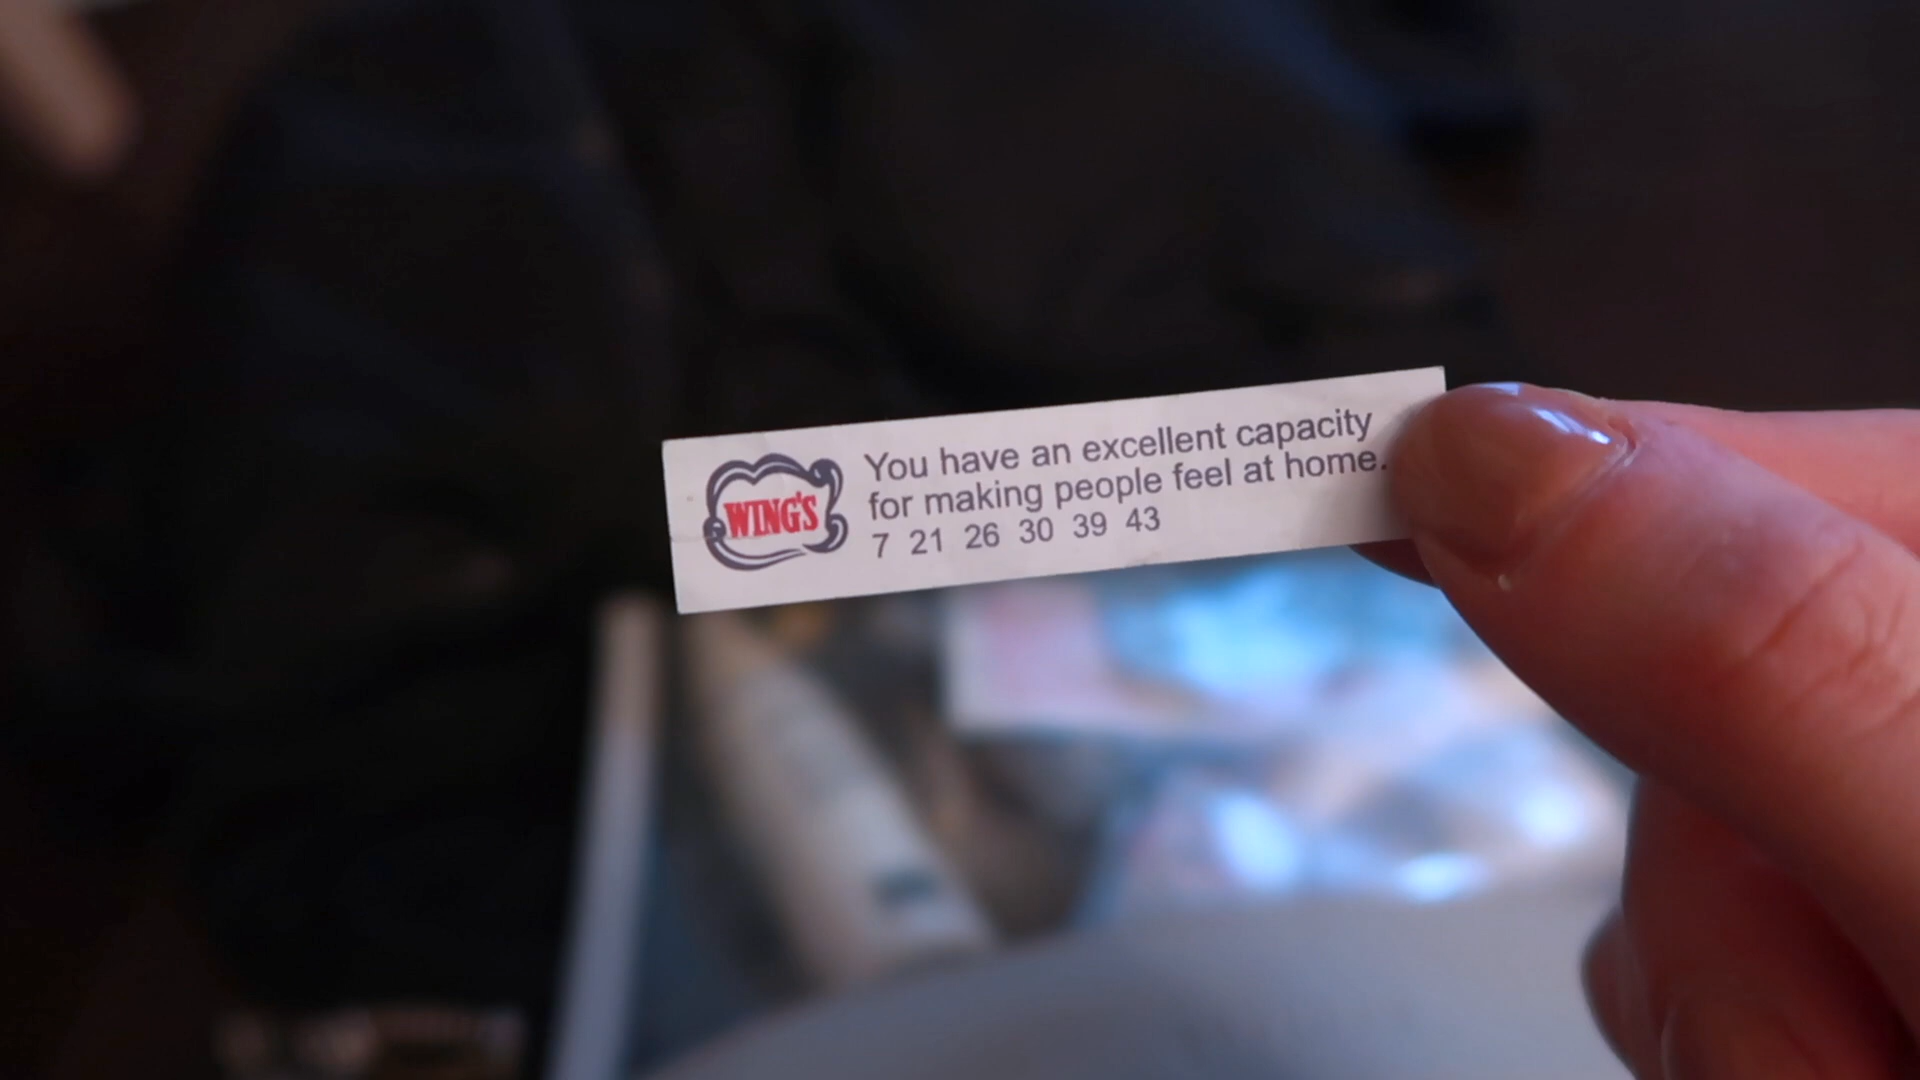 WING'S
You have an excellent capacity
for making people feel at home.
7 21 26 30 39 43